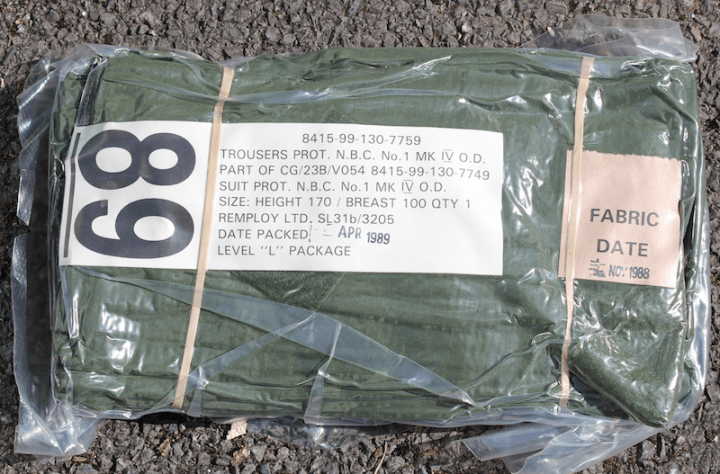 89
8415-99-130-7759
TROUSERS PROT. N.B.C. No.1 MK IV O.D.
PART OF CG/23B/V054 8415-99-130-7749
SUIT PROT. N.B.C. No.1 MK IV O.D.
SIZE: HEIGHT 170 / BREAST 100 QTY 1
REMPLOY LTD. SL31b/3205
DATE PACKED APR 1989
LEVEL "L" PACKAGE
FABRIC
DATE
NOV 1988